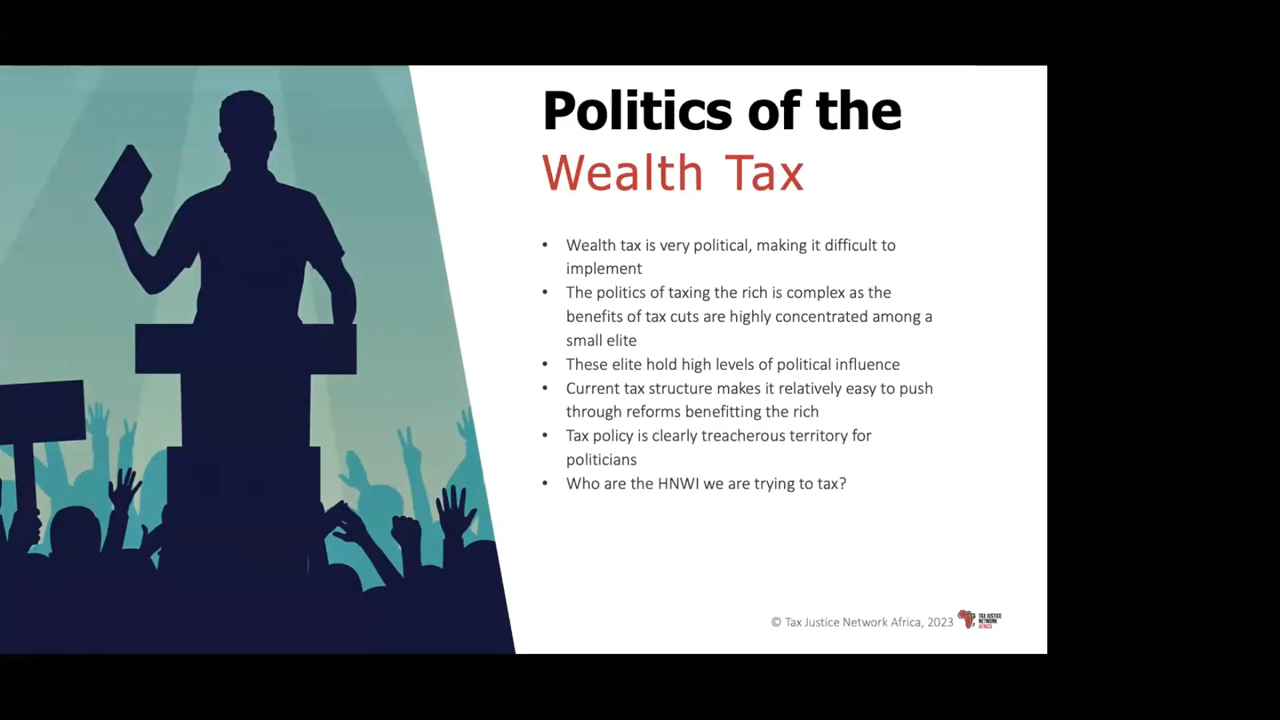 Politics of the
Wealth Tax
• Wealth tax is very political, making it difficult to
implement
• The politics of taxing the rich is complex as the
benefits of tax cuts are highly concentrated among a
small elite
• These elite hold high levels of political influence
• Current tax structure makes it relatively easy to push
through reforms benefitting the rich
• Tax policy is clearly treacherous territory for
politicians
• Who are the HNWI we are trying to tax?
© Tax Justice Network Africa, 2023
TAX JUSTICE
NETWORK
AFRICA